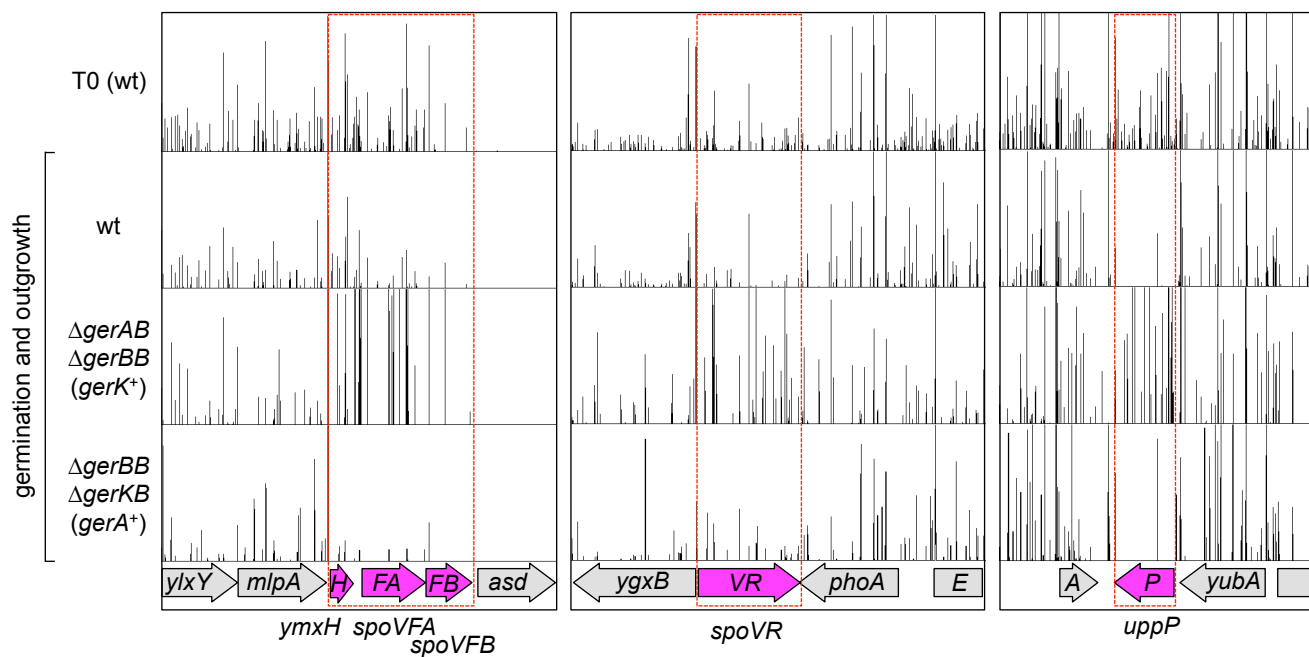 T0 (wt)
germination and outgrowth
wt
ΔgerAB
ΔgerBB
(gerK⁺)
ΔgerBB
ΔgerKB
(gerA⁺)
ylxY mlpA H FA FB asd
ygxB VR phoA E
A P yubA
ymxH spoVFA
spoVFB
spoVR
uppP